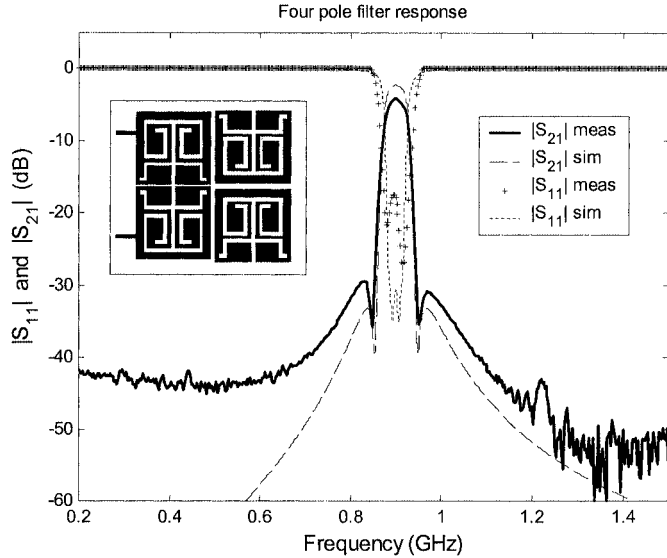 Four pole filter response
|S11| and |S21| (dB)
0
-10
-20
-30
-40
-50
-60
|S21| meas
|S21| sim
|S11| meas
|S11| sim
0.2
0.4
0.6
0.8
1
1.2
1.4
Frequency (GHz)